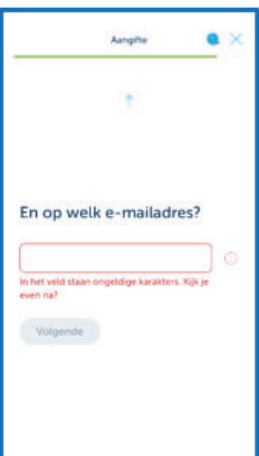 Aangifte
En op welk e-mailadres?
In het veld staan ongeldige karakters. Kijk je
even na?
Volgende